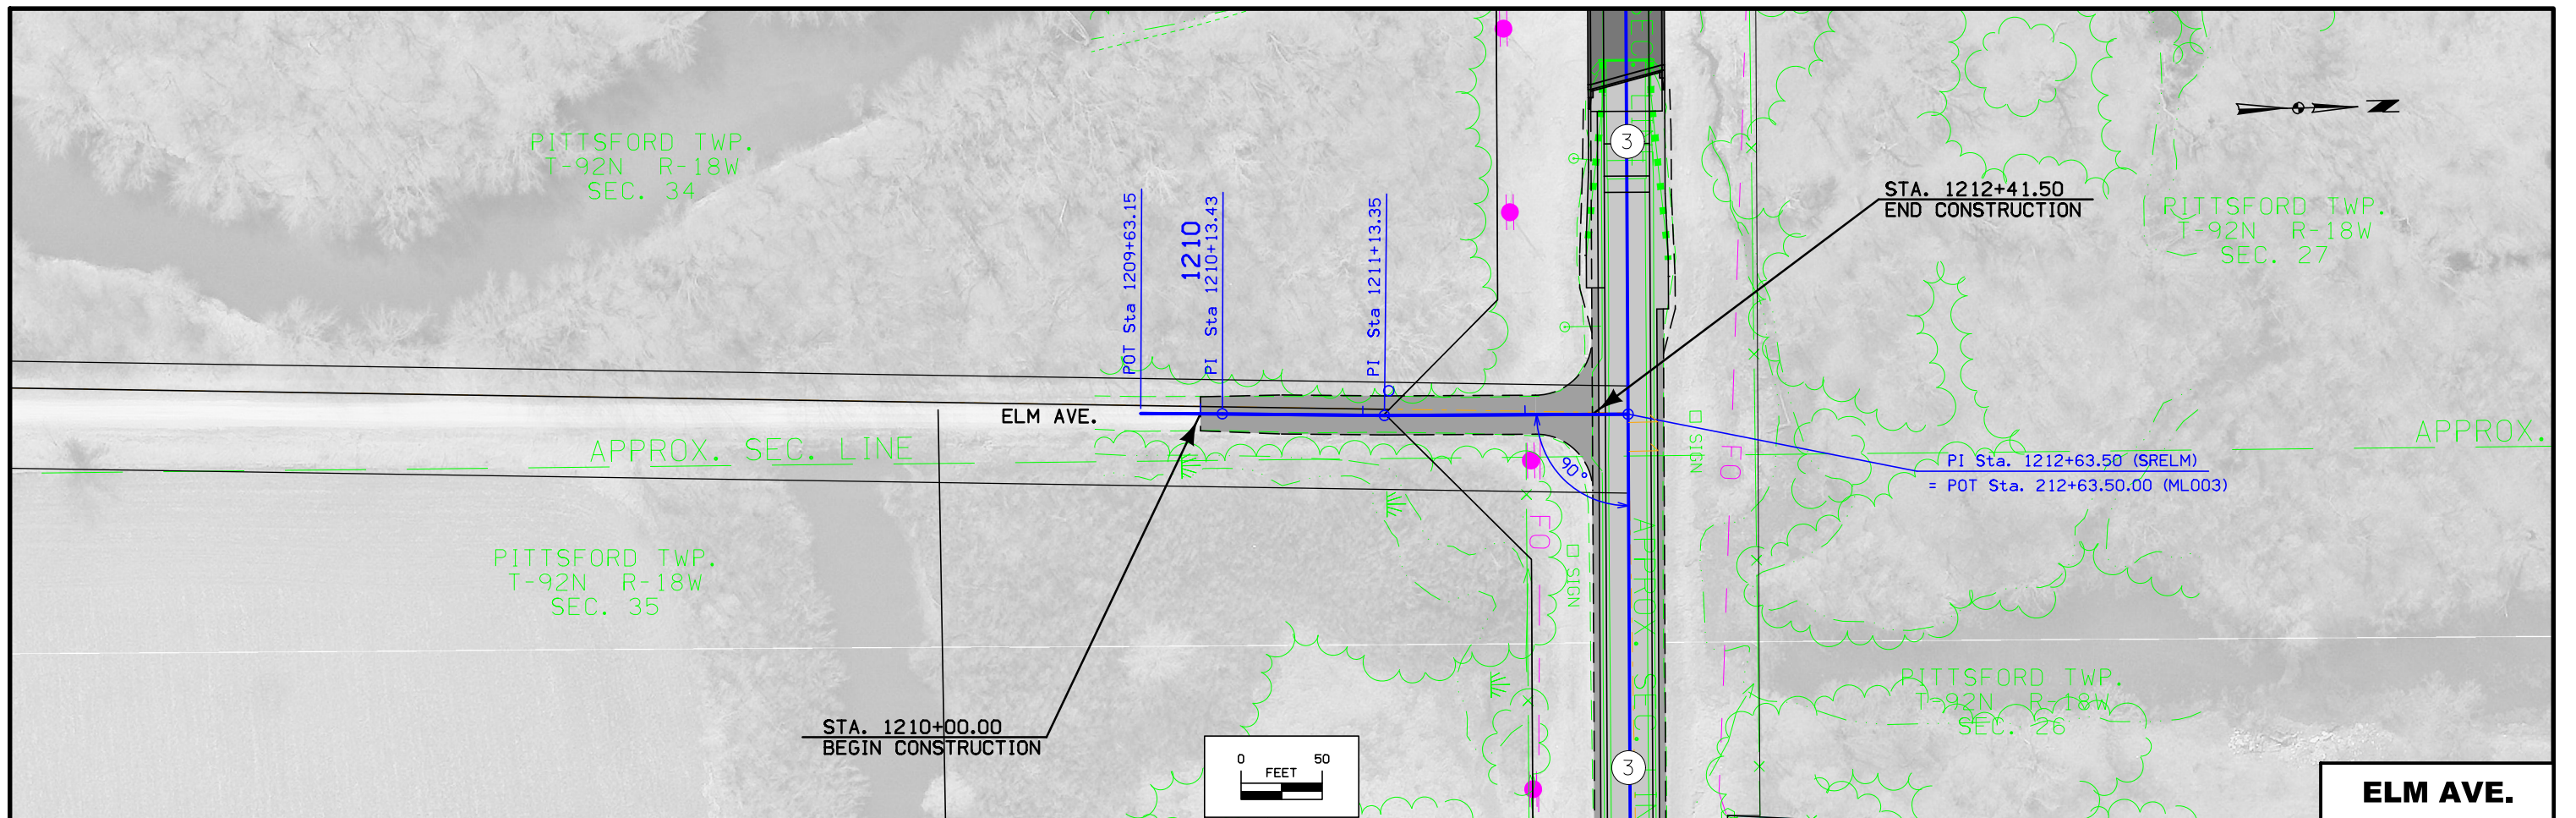 PITTSFORD TWP.
T-92N R-18W
SEC. 34
POT Sta 1209+63.15
1210
PI Sta 1210+13.43
PI Sta 1211+13.35
3
STA. 1212+41.50
END CONSTRUCTION
PITTSFORD TWP.
T-92N R-18W
SEC. 27
ELM AVE.
APPROX. SEC. LINE
90°
SIGN
FO
APPROX.
PI Sta. 1212+63.50 (SRELM)
= POT Sta. 212+63.50.00 (ML003)
FO
SIGN
APPROX. SEC.
PITTSFORD TWP.
T-92N R-18W
SEC. 35
PITTSFORD TWP.
T-92N R-18W
SEC. 26
STA. 1210+00.00
BEGIN CONSTRUCTION
0 50
FEET
3
ELM AVE.